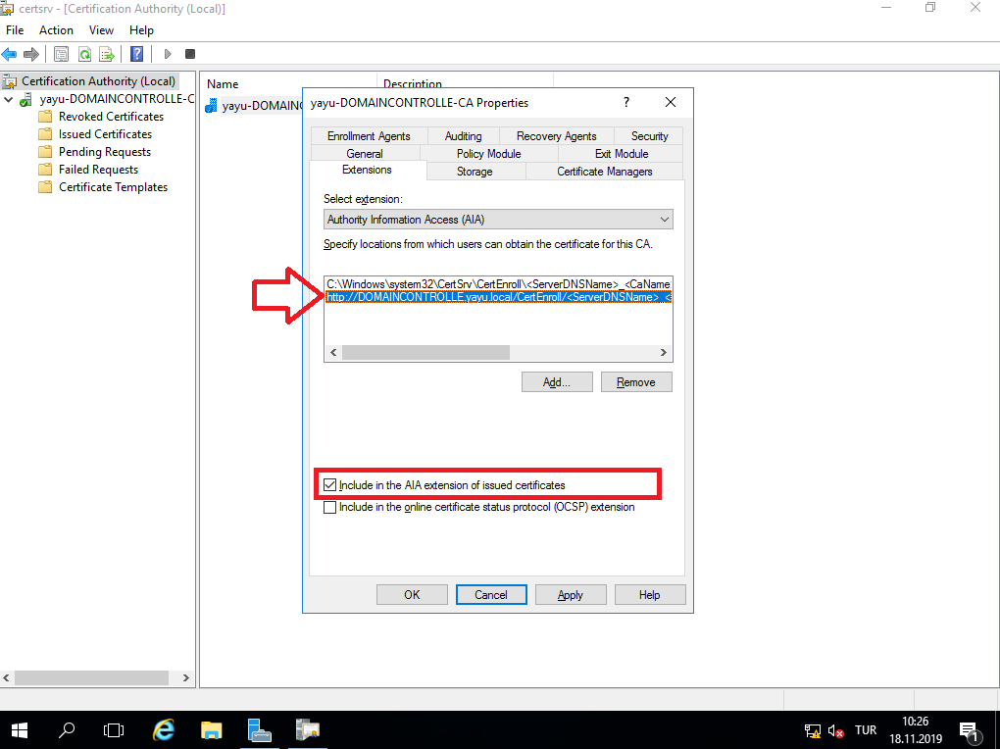 certsrv - [Certification Authority (Local)]
File Action View Help
Certification Authority (Local)
yayu-DOMAINCONTROLLE-C
Revoked Certificates
Issued Certificates
Pending Requests
Failed Requests
Certificate Templates
Name Description
yayu-DOMAINC
yayu-DOMAINCONTROLLE-CA Properties
Enrollment Agents Auditing Recovery Agents Security
General Policy Module Exit Module
Extensions Storage Certificate Managers
Select extension:
Authority Information Access (AIA)
Specify locations from which users can obtain the certificate for this CA.
C:\Windows\system32\CertSrv\CertEnroll\<ServerDNSName>_<CaName
http://DOMAINCONTROLLE.yayu.local/CertEnroll/<ServerDNSName>_<
Add... Remove
Include in the AIA extension of issued certificates
Include in the online certificate status protocol (OCSP) extension
OK Cancel Apply Help
TUR
10:26
18.11.2019
1